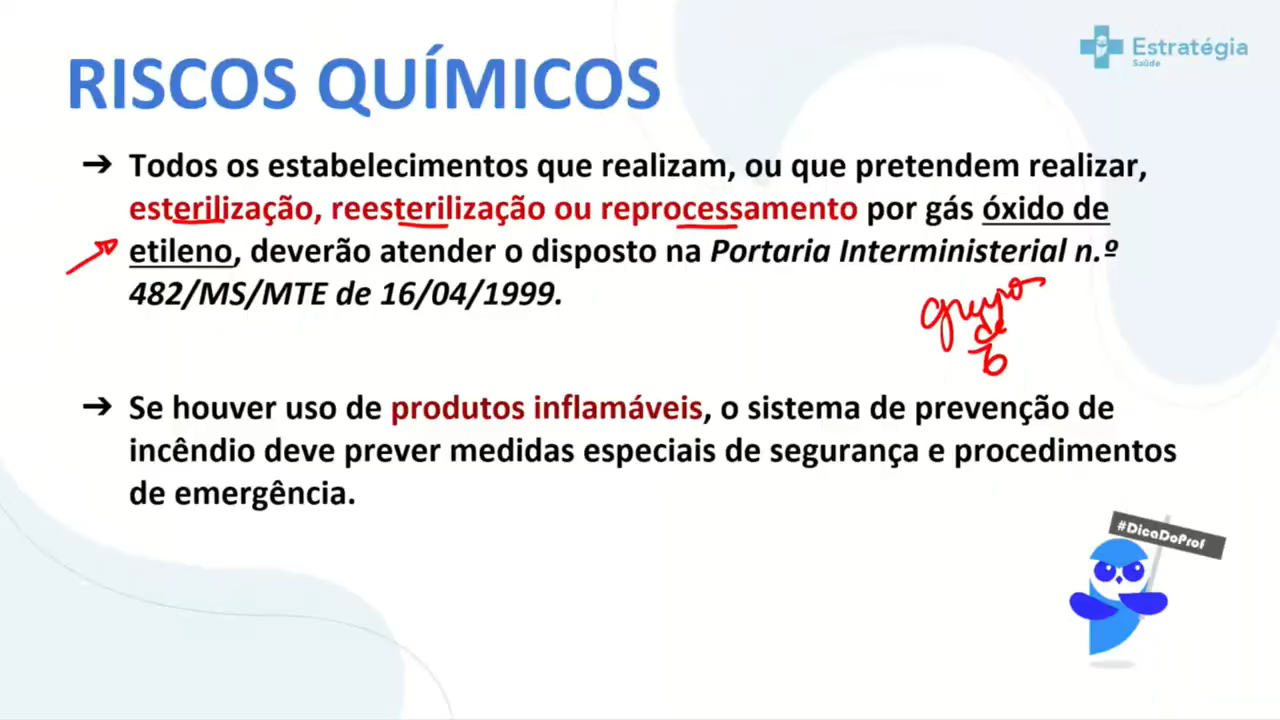 Estratégia
Saúde
RISCOS QUÍMICOS
➔ Todos os estabelecimentos que realizam, ou que pretendem realizar,
esterilização, reesterilização ou reprocessamento por gás óxido de
etileno, deverão atender o disposto na Portaria Interministerial n.º
482/MS/MTE de 16/04/1999.
grupo
de
➔ Se houver uso de produtos inflamáveis, o sistema de prevenção de
incêndio deve prever medidas especiais de segurança e procedimentos
de emergência.
#DicaDoProf